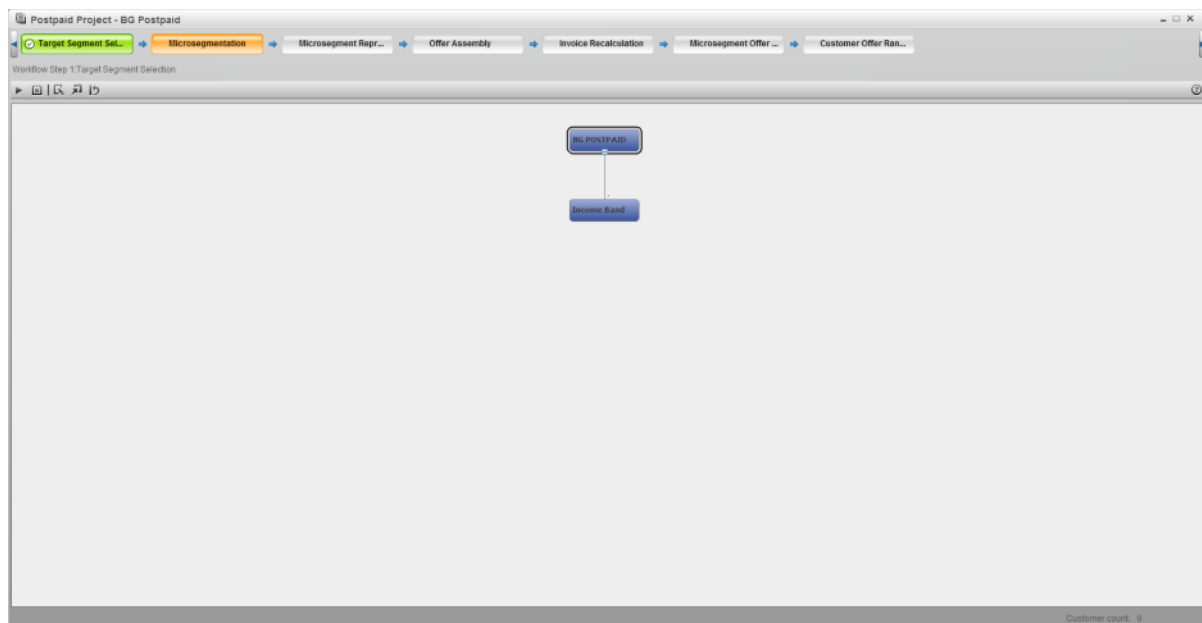 Postpaid Project - BG Postpaid
Target Segment Sel... Microsegmentation Microsegment Repr... Offer Assembly Invoice Recalculation Microsegment Offer ... Customer Offer Ran...
Workflow Step 1:Target Segment Selection
BG POSTPAID
Income Band
Customer count: 0